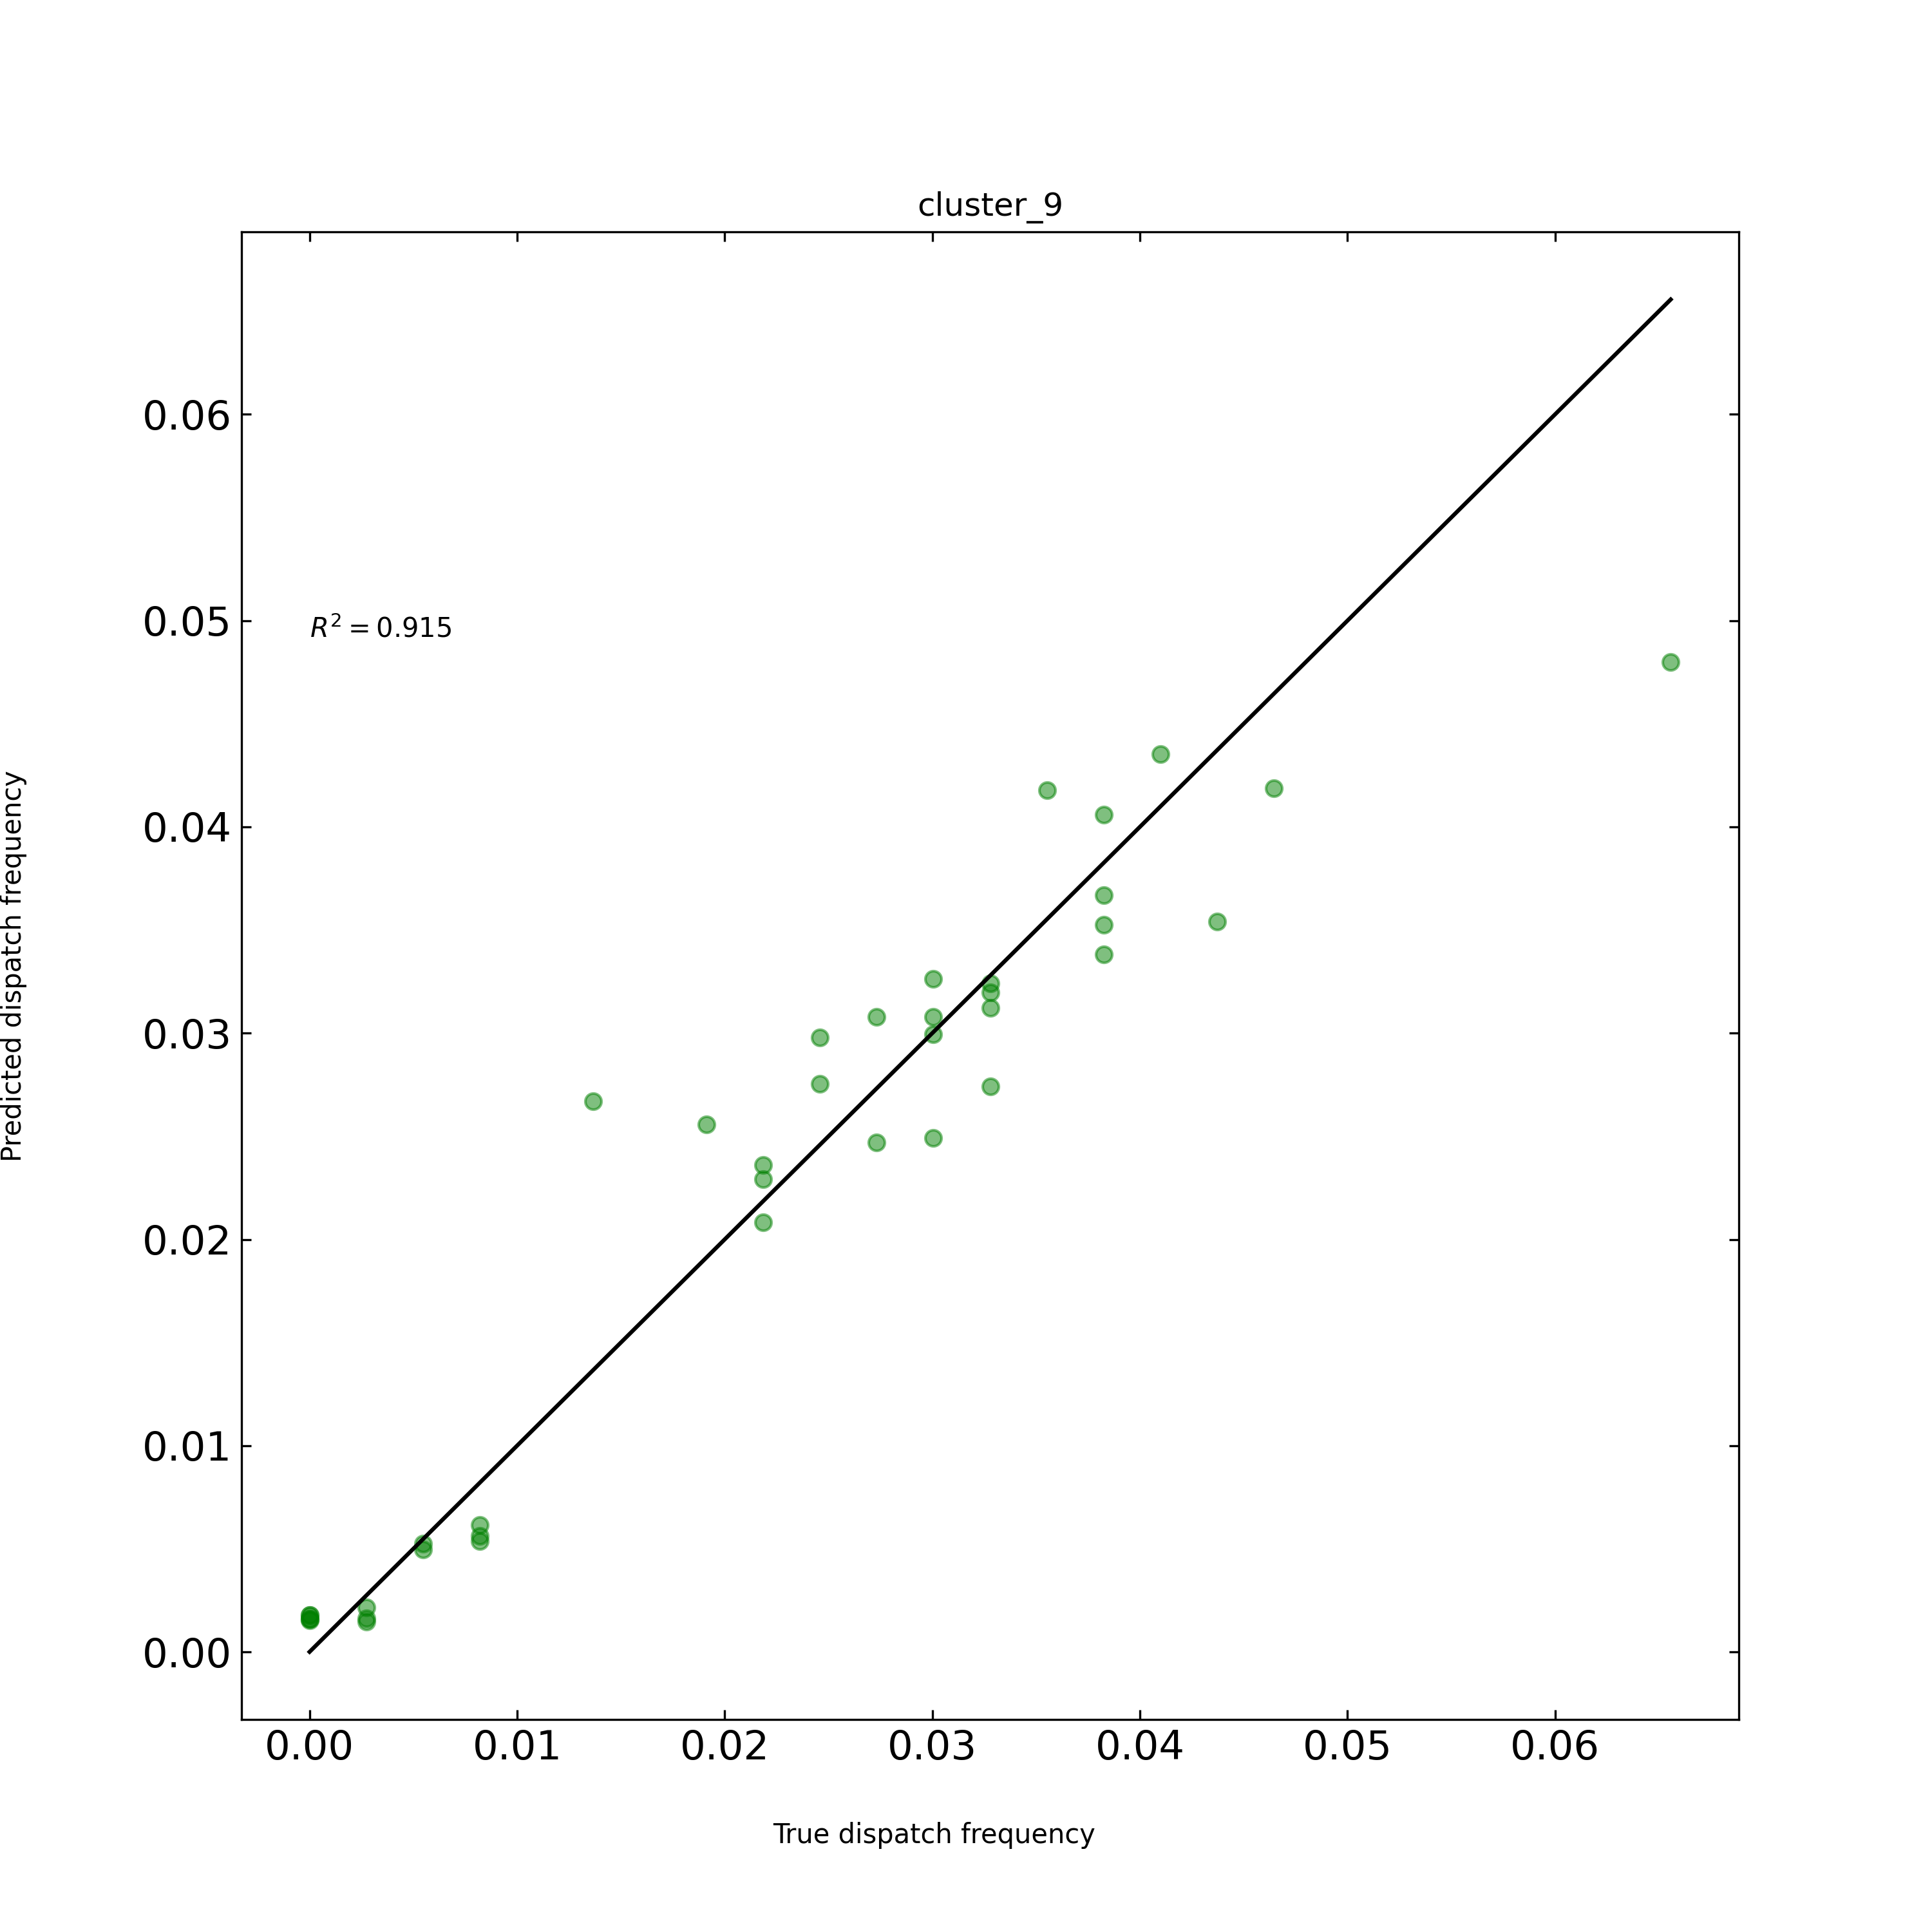 cluster_9
0.06
0.05
0.04
0.03
0.02
0.01
0.00
R² = 0.915
Predicted dispatch frequency
0.00 0.01 0.02 0.03 0.04 0.05 0.06
True dispatch frequency